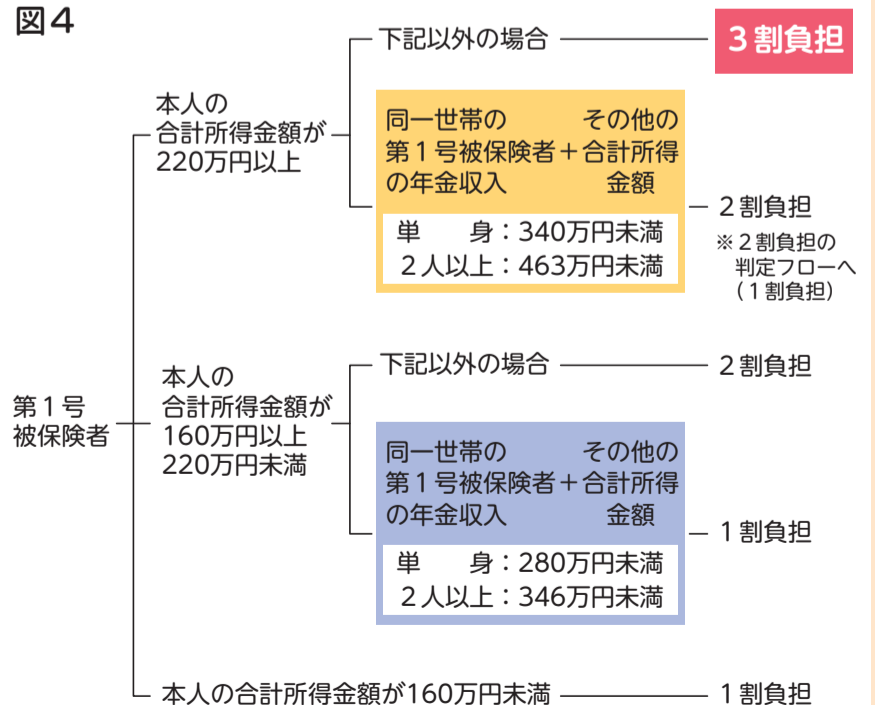 図4
下記以外の場合
3割負担
本人の
合計所得金額が
220万円以上
同一世帯の その他の
第1号被保険者＋合計所得
の年金収入 金額
単 身：340万円未満
2人以上：463万円未満
2割負担
※2割負担の
判定フローへ
(1割負担)
第1号
被保険者
本人の
合計所得金額が
160万円以上
220万円未満
下記以外の場合
2割負担
同一世帯の その他の
第1号被保険者＋合計所得
の年金収入 金額
単 身：280万円未満
2人以上：346万円未満
1割負担
本人の合計所得金額が160万円未満
1割負担